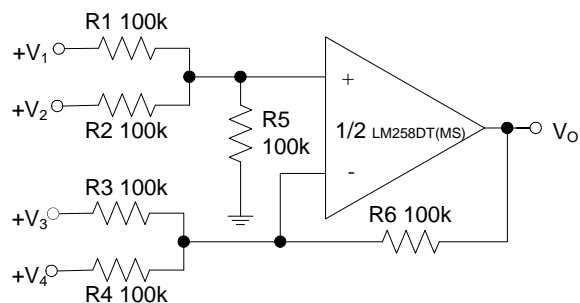 R1 100k
+V1
+V2
R2 100k
R5
100k
+
1/2 LM258DT(MS)
-
VO
R3 100k
+V3
R6 100k
+V4
R4 100k